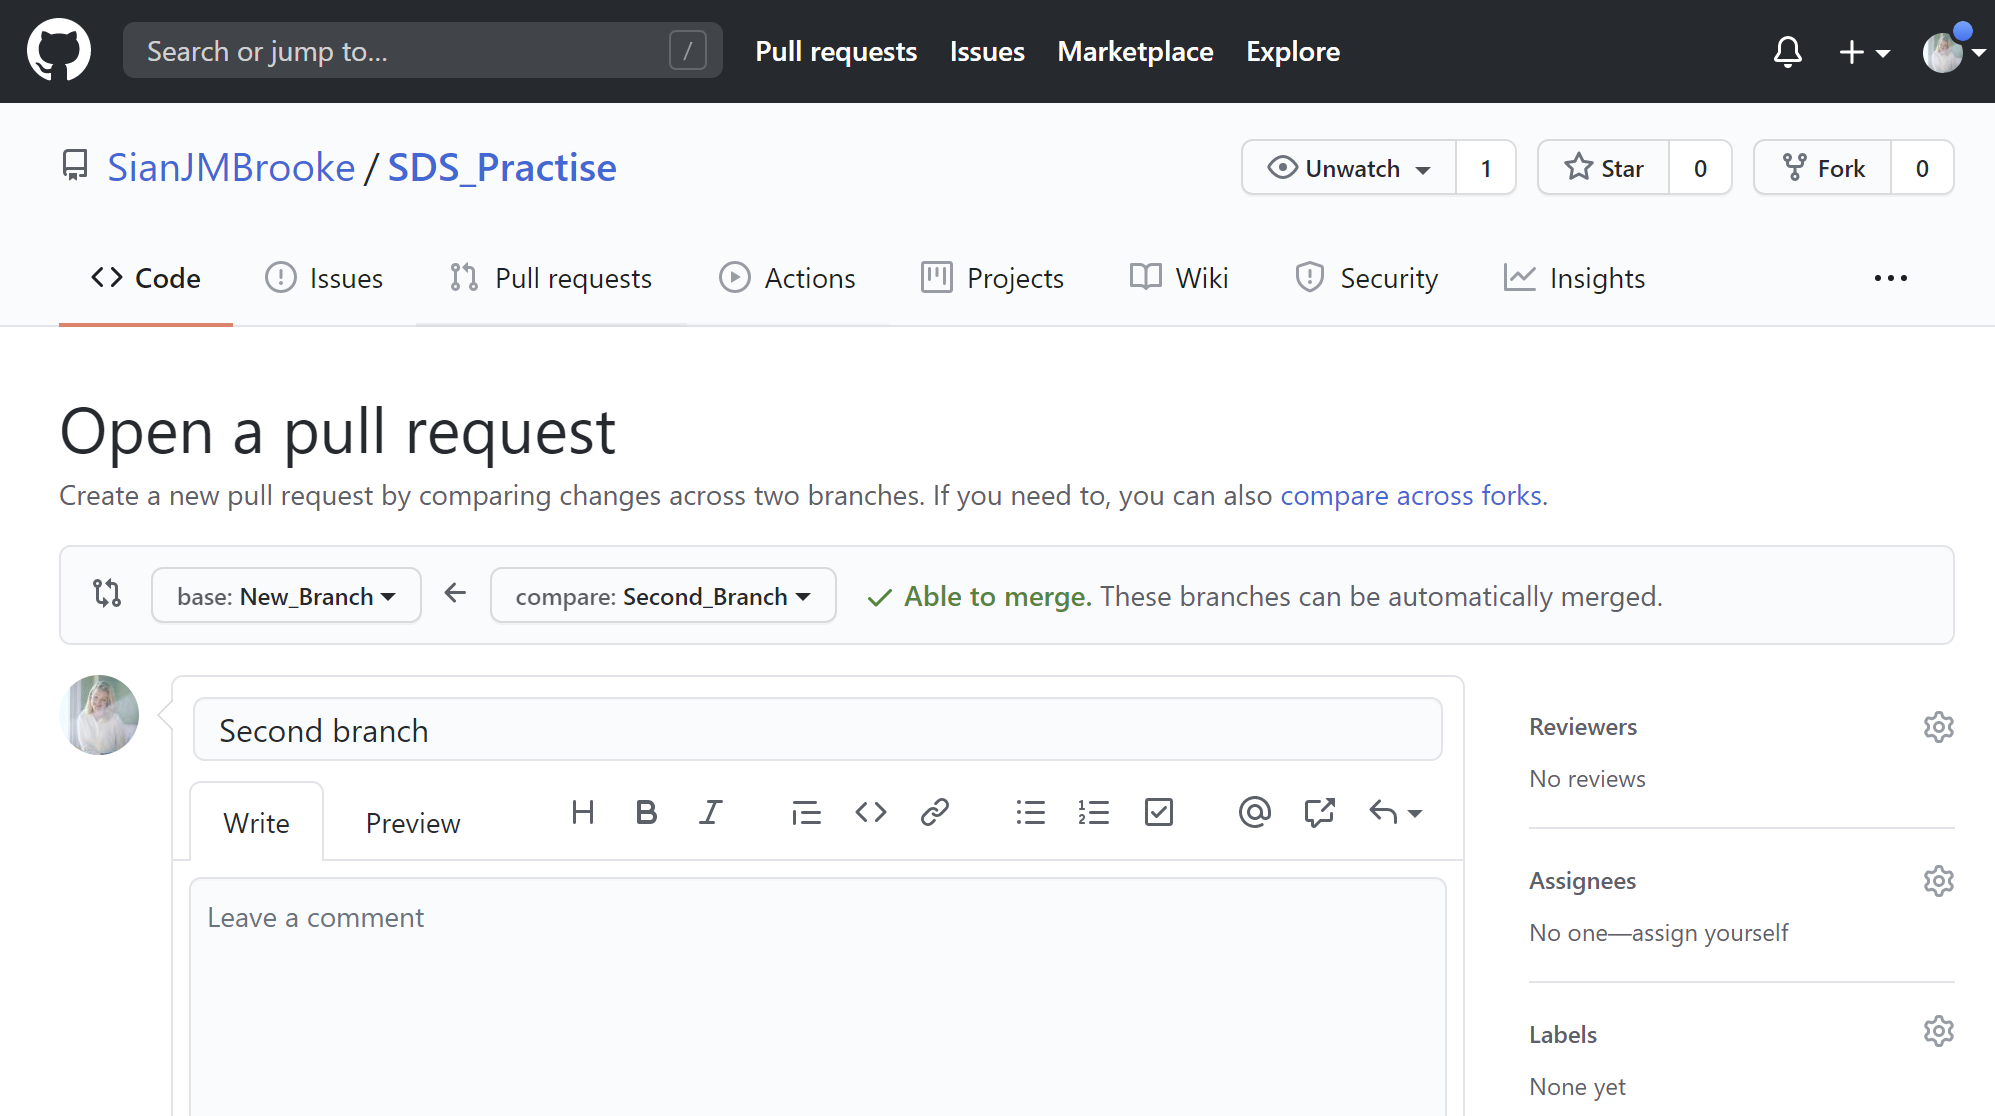 Search or jump to... / Pull requests Issues Marketplace Explore
SianJMBrooke / SDS_Practise Unwatch 1 Star 0 Fork 0
Code Issues Pull requests Actions Projects Wiki Security Insights
Open a pull request
Create a new pull request by comparing changes across two branches. If you need to, you can also compare across forks.
base: New_Branch compare: Second_Branch Able to merge. These branches can be automatically merged.
Second branch
Write Preview
Leave a comment
Reviewers
No reviews
Assignees
No one—assign yourself
Labels
None yet